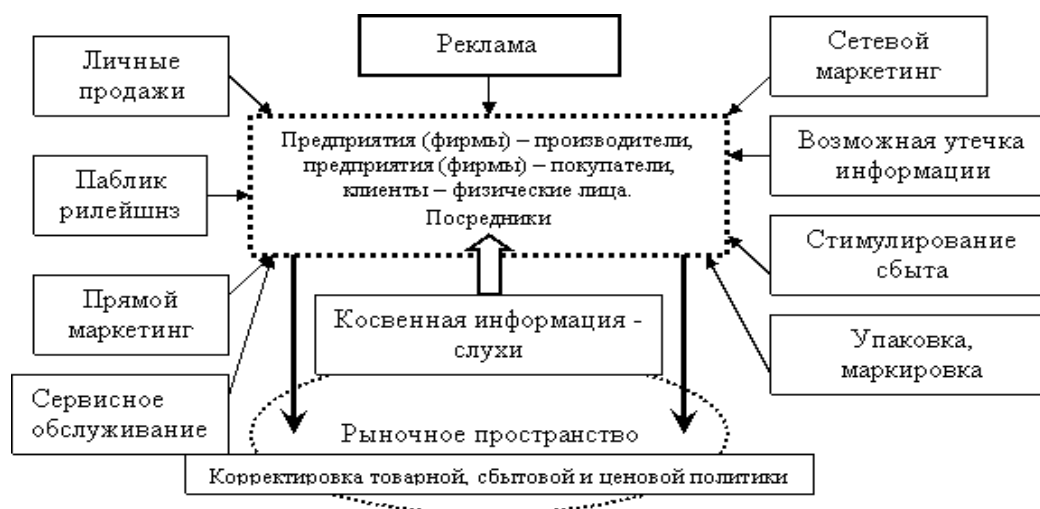 Реклама
Личные
продажи
Сетевой
маркетинг
Предприятия (фирмы) – производители,
предприятия (фирмы) – покупатели,
клиенты – физические лица.
Посредники
Возможная утечка
информации
Паблик
рилейшнз
Стимулирование
сбыта
Прямой
маркетинг
Косвенная информация -
слухи
Упаковка,
маркировка
Сервисное
обслуживание
Рыночное пространство
Корректировка товарной, сбытовой и ценовой политики